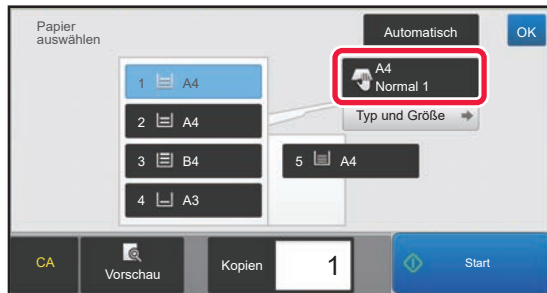 Papier
auswählen
Automatisch
OK
A4
Normal 1
1 A4
Typ und Größe
2 A4
3 B4
5 A4
4 A3
CA
Vorschau
Kopien
1
Start